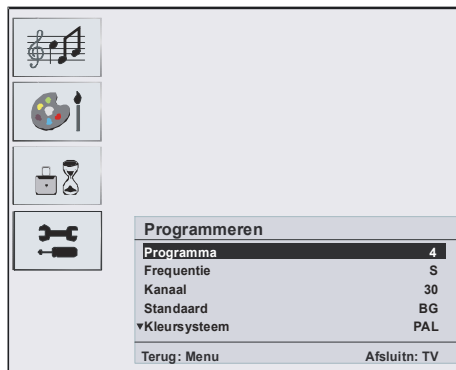 Programmeren
Programma 4
Frequentie S
Kanaal 30
Standaard BG
▾Kleursysteem PAL
Terug: Menu Afsluitn: TV